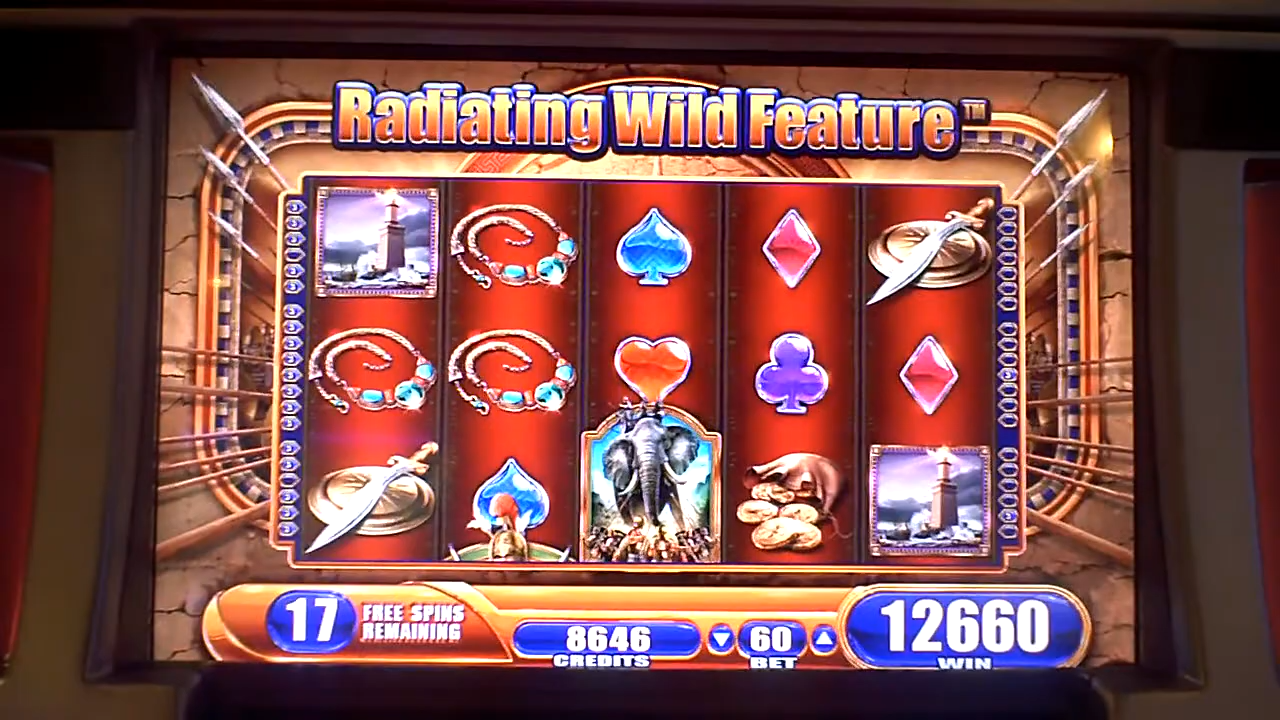 Radiating Wild Feature™
17 FREE SPINS
REMAINING
8646
CREDITS
60
BET
12660
WIN